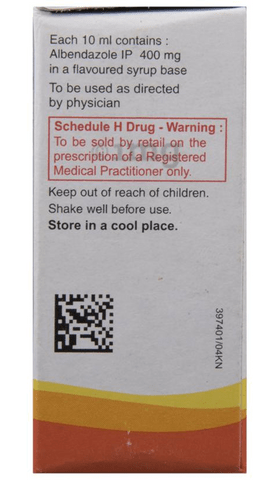 Each 10 ml contains :
Albendazole IP 400 mg
in a flavoured syrup base
To be used as directed
by physician
Schedule H Drug - Warning :
To be sold by retail on the
prescription of a Registered
Medical Practitioner only.
Keep out of reach of children.
Shake well before use.
Store in a cool place.
397401/04KN